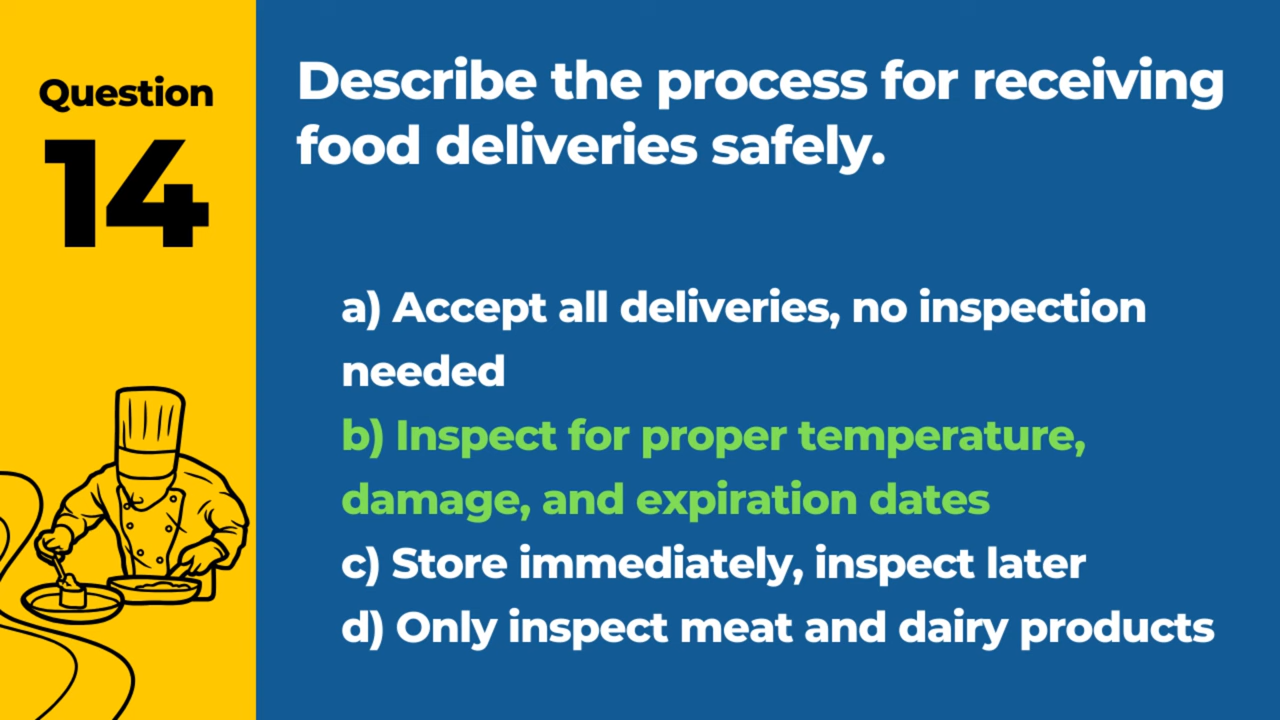 Question
14
Describe the process for receiving
food deliveries safely.
a) Accept all deliveries, no inspection
needed
b) Inspect for proper temperature,
damage, and expiration dates
c) Store immediately, inspect later
d) Only inspect meat and dairy products